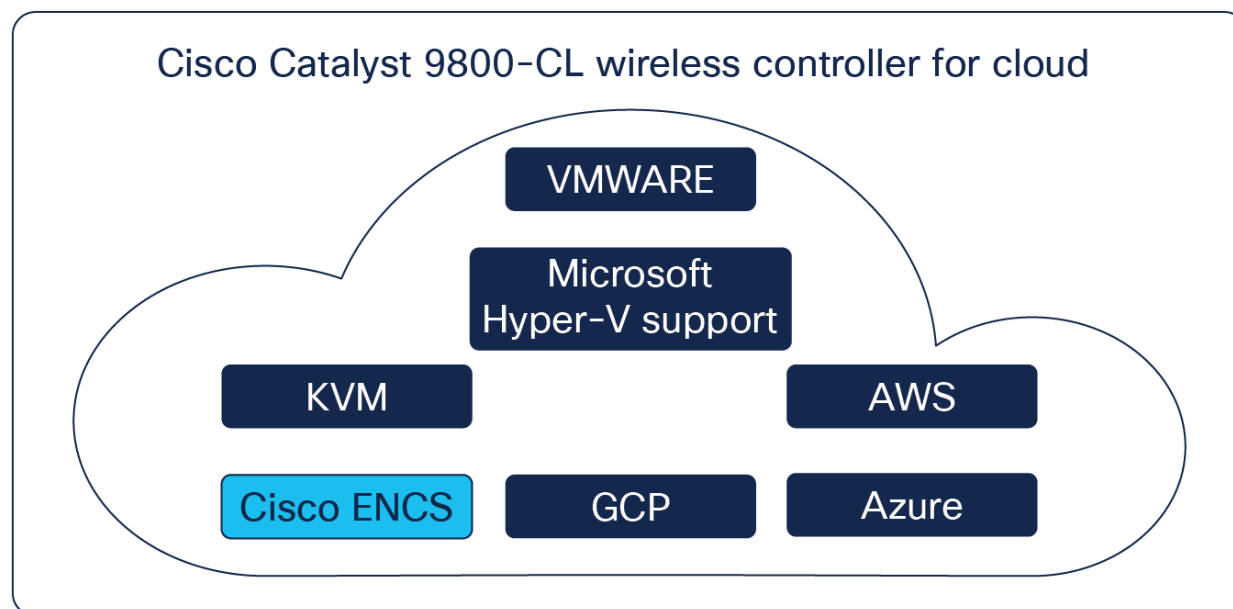 Cisco Catalyst 9800-CL wireless controller for cloud
VMWARE
Microsoft
Hyper-V support
KVM
AWS
Cisco ENCS
GCP
Azure